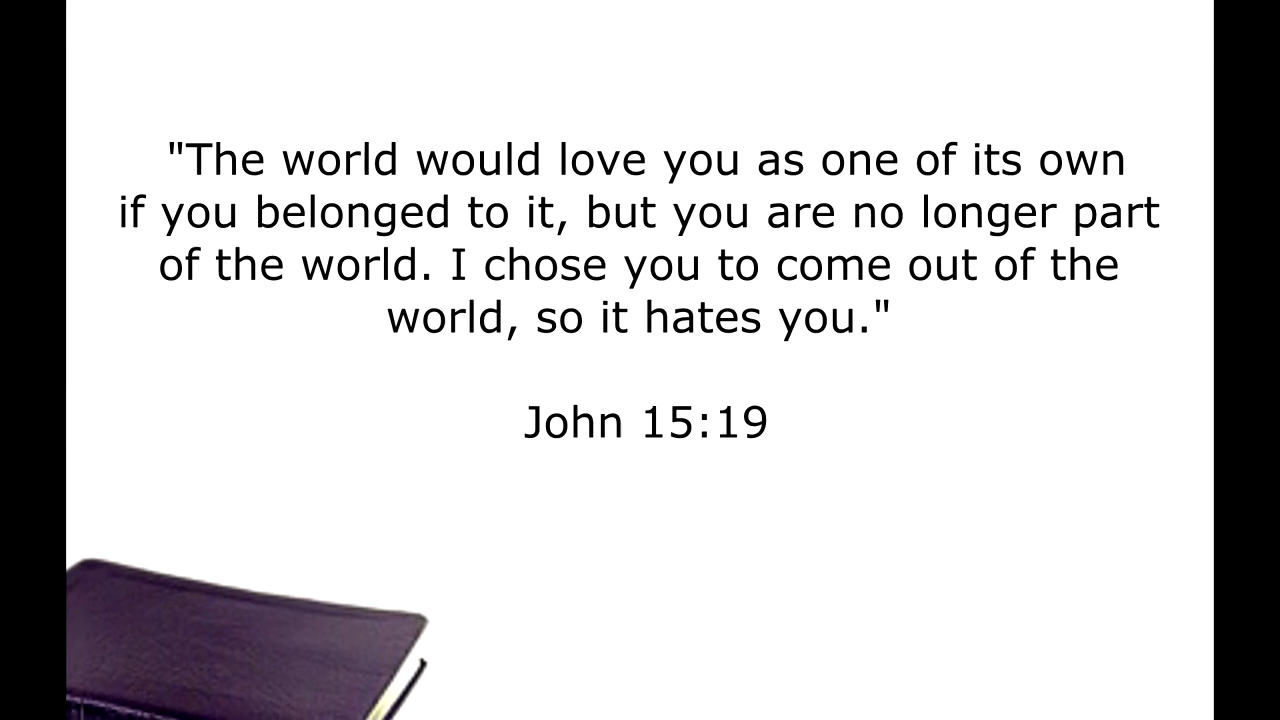 "The world would love you as one of its own
if you belonged to it, but you are no longer part
of the world. I chose you to come out of the
world, so it hates you."
John 15:19